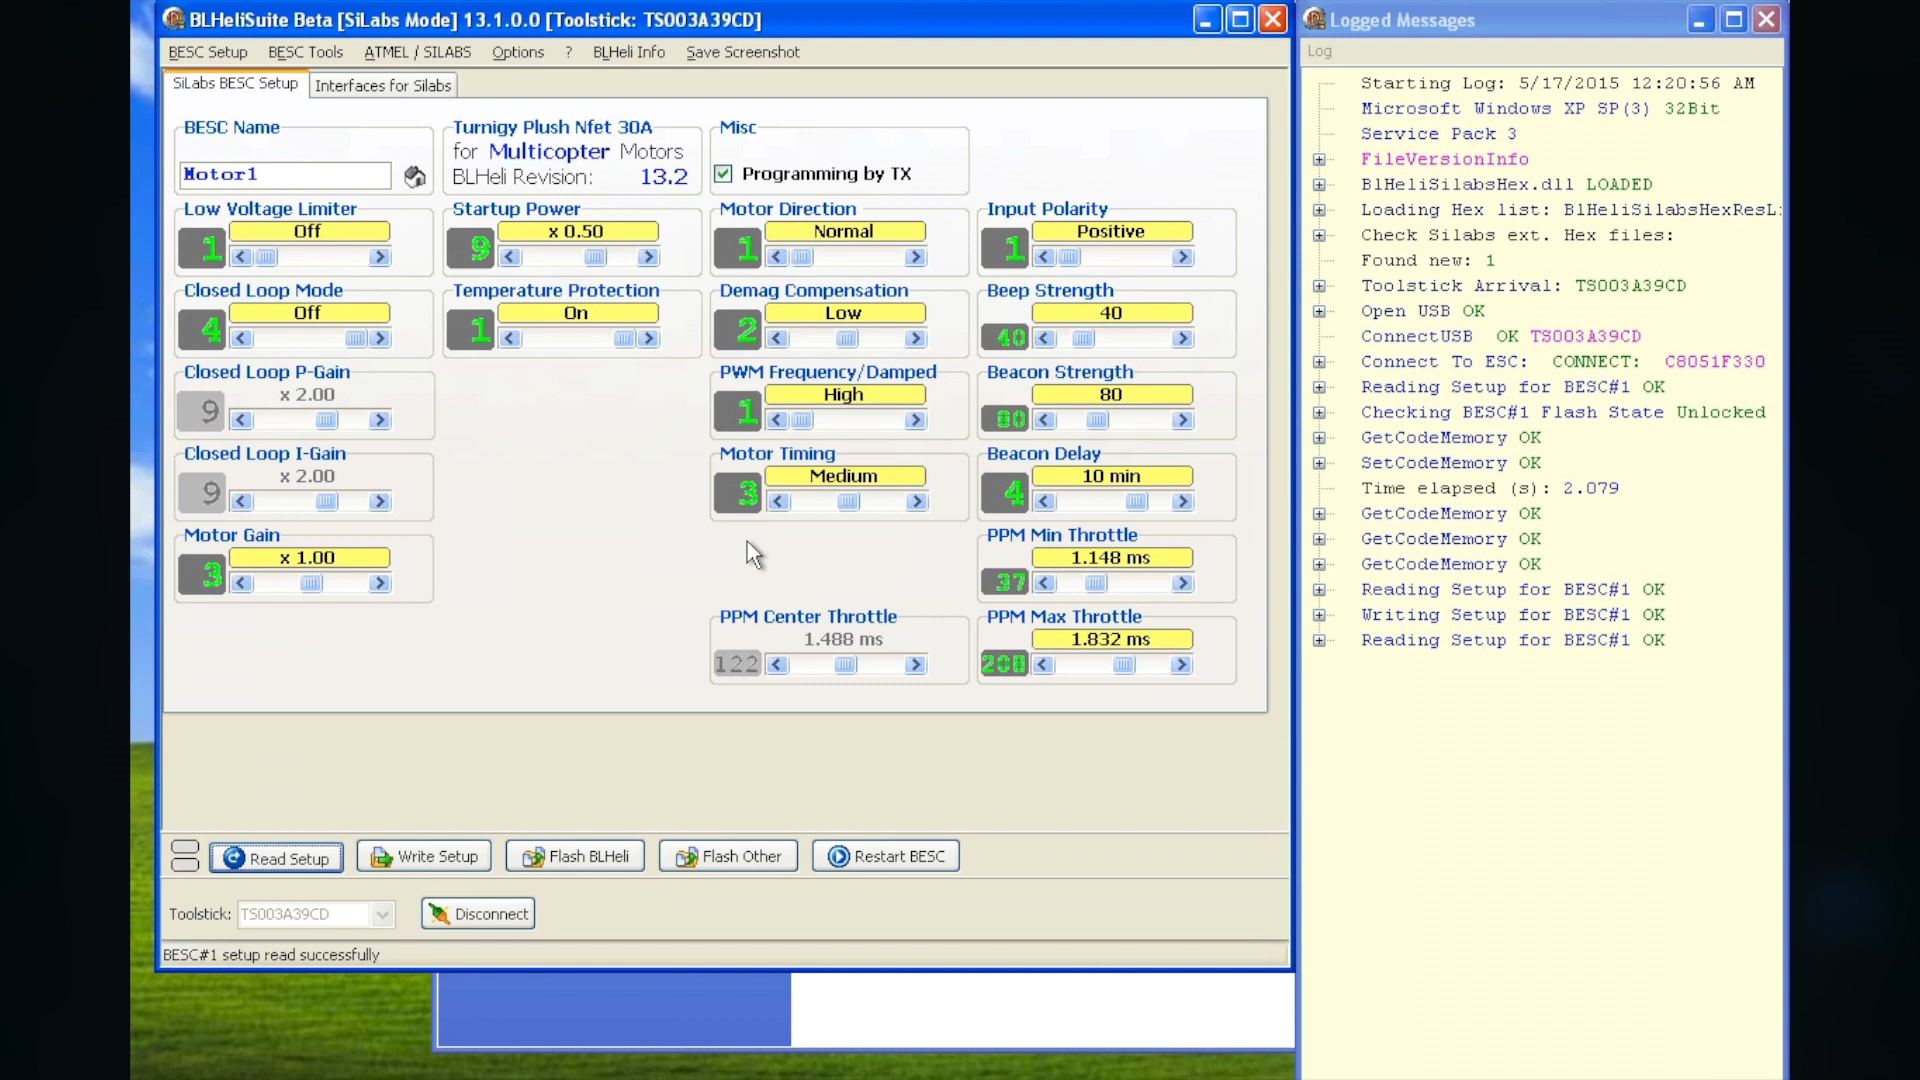 BLHeliSuite Beta [SiLabs Mode] 13.1.0.0 [Toolstick: TS003A39CD]
BESC Setup BESC Tools ATMEL / SILABS Options ? BLHeli Info Save Screenshot
SiLabs BESC Setup Interfaces for Silabs
BESC Name
Motor1
Turnigy Plush Nfet 30A
for Multicopter Motors
BLHeli Revision: 13.2
Misc
Programming by TX
Low Voltage Limiter
Off
1
Startup Power
x 0.50
9
Motor Direction
Normal
1
Input Polarity
Positive
1
Closed Loop Mode
Off
4
Temperature Protection
On
1
Demag Compensation
Low
2
Beep Strength
40
40
Closed Loop P-Gain
x 2.00
9
PWM Frequency/Damped
High
1
Beacon Strength
80
80
Closed Loop I-Gain
x 2.00
9
Motor Timing
Medium
3
Beacon Delay
10 min
4
Motor Gain
x 1.00
3
PPM Min Throttle
1.148 ms
37
PPM Center Throttle
1.488 ms
122
PPM Max Throttle
1.832 ms
208
Read Setup Write Setup Flash BLHeli Flash Other Restart BESC
Toolstick: TS003A39CD Disconnect
BESC#1 setup read successfully
Logged Messages
Log
Starting Log: 5/17/2015 12:20:56 AM
Microsoft Windows XP SP(3) 32Bit
Service Pack 3
FileVersionInfo
BlHeliSilabsHex.dll LOADED
Loading Hex list: BlHeliSilabsHexResL
Check Silabs ext. Hex files:
Found new: 1
Toolstick Arrival: TS003A39CD
Open USB OK
ConnectUSB OK TS003A39CD
Connect To ESC: CONNECT: C8051F330
Reading Setup for BESC#1 OK
Checking BESC#1 Flash State Unlocked
GetCodeMemory OK
SetCodeMemory OK
Time elapsed (s): 2.079
GetCodeMemory OK
GetCodeMemory OK
GetCodeMemory OK
Reading Setup for BESC#1 OK
Writing Setup for BESC#1 OK
Reading Setup for BESC#1 OK